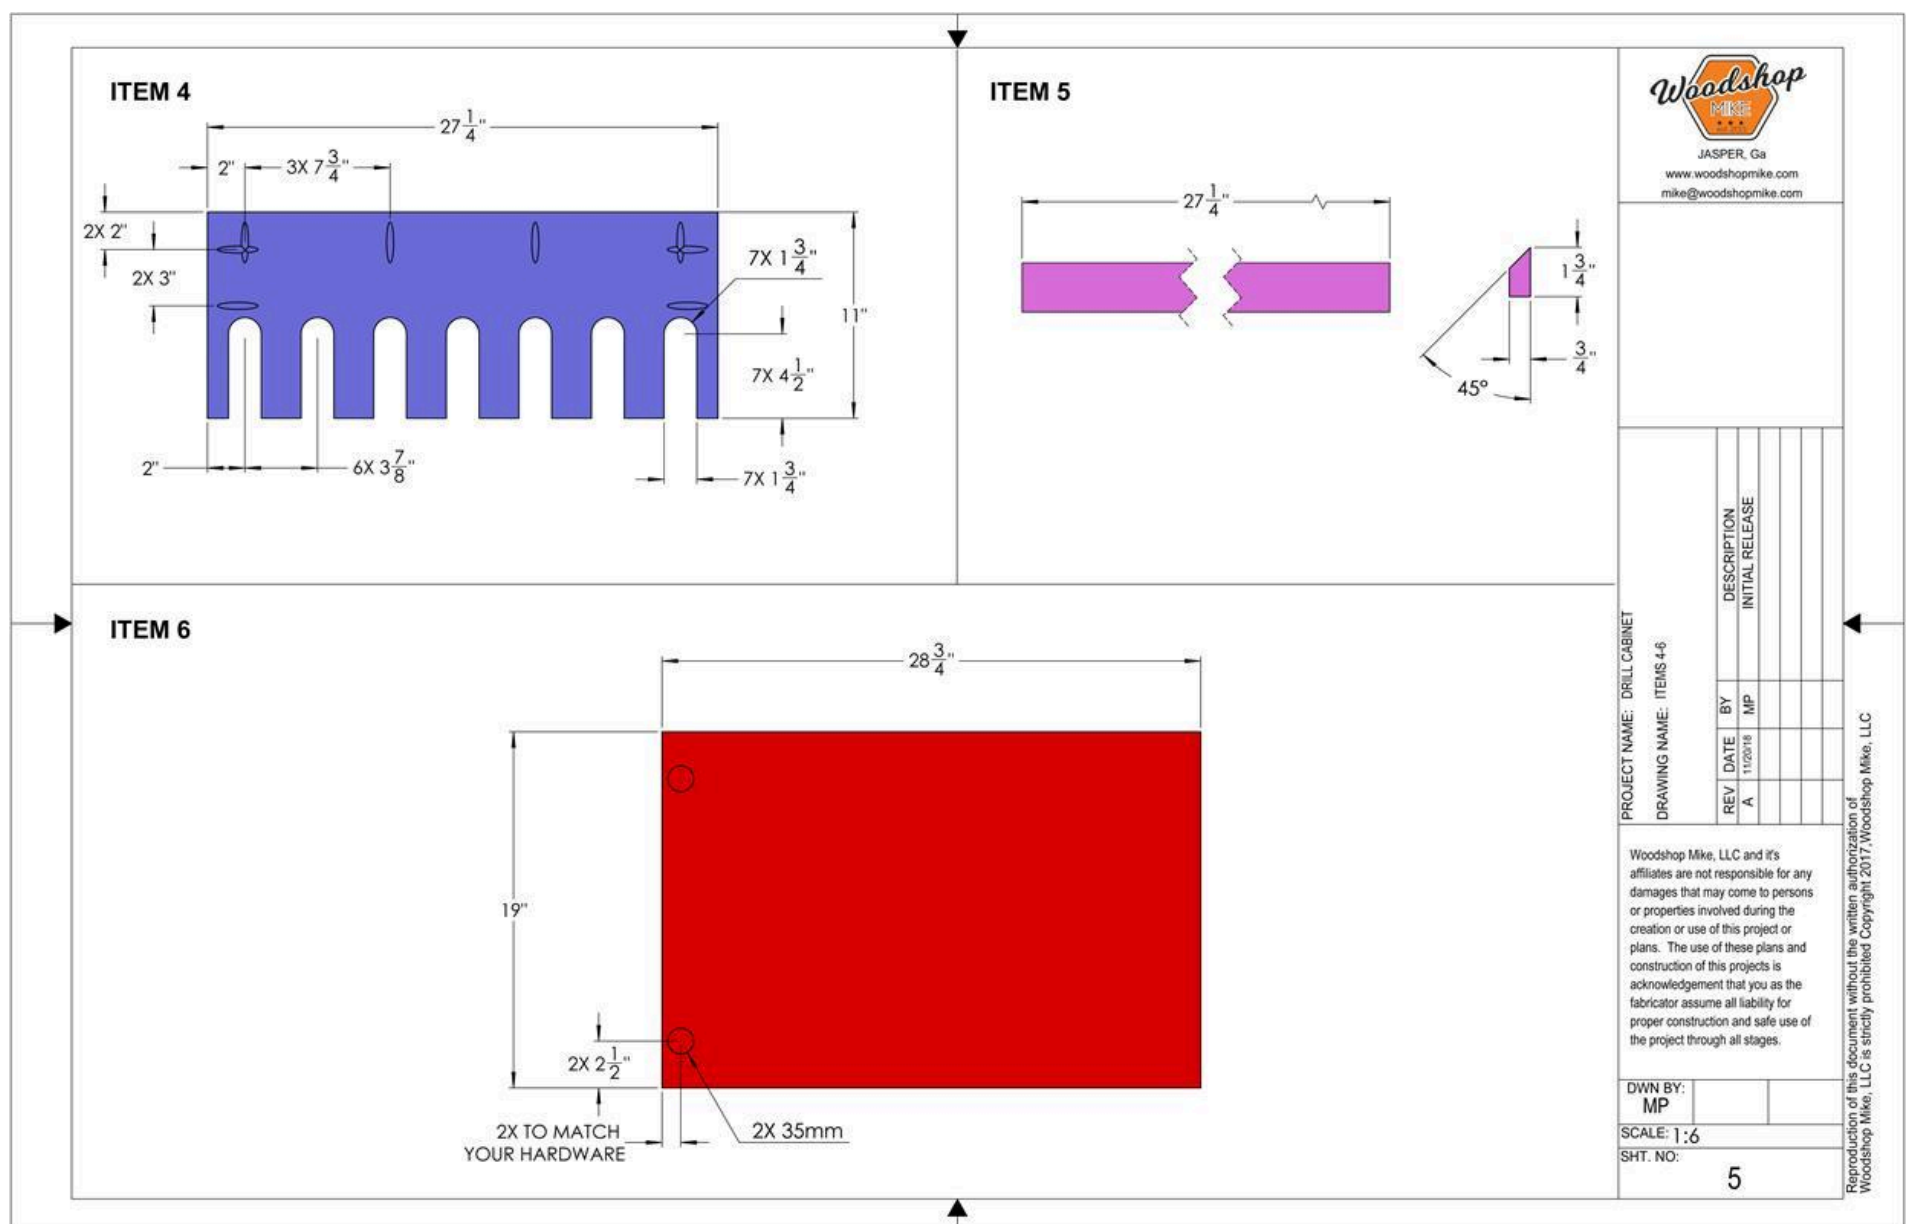 ITEM 4
27 1/4"
2"
3X 7 3/4"
2X 2"
2X 3"
7X 1 3/4"
11"
7X 4 1/2"
2"
6X 3 7/8"
7X 1 3/4"
ITEM 5
27 1/4"
1 3/4"
3/4"
45°
ITEM 6
28 3/4"
19"
2X 2 1/2"
2X TO MATCH
YOUR HARDWARE
2X 35mm
Woodshop
MIKE
JASPER, Ga
www.woodshopmike.com
mike@woodshopmike.com
PROJECT NAME: DRILL CABINET
DRAWING NAME: ITEMS 4-6
REV DATE BY DESCRIPTION
A 11/20/16 MP INITIAL RELEASE
Woodshop Mike, LLC and it's
affiliates are not responsible for any
damages that may come to persons
or properties involved during the
creation or use of this project or
plans. The use of these plans and
construction of this projects is
acknowledgement that you as the
fabricator assume all liability for
proper construction and safe use of
the project through all stages.
DWN BY:
MP
SCALE: 1:6
SHT. NO:
5
Reproduction of this document without the written authorization of
Woodshop Mike, LLC is strictly prohibited Copyright 2017,Woodshop Mike, LLC